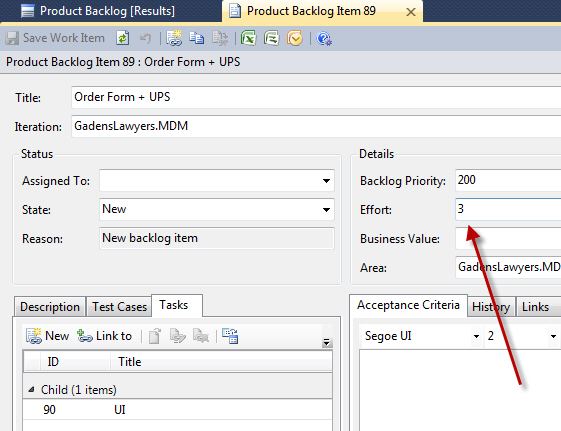 Product Backlog [Results]
Product Backlog Item 89
Save Work Item
Product Backlog Item 89 : Order Form + UPS
Title: Order Form + UPS
Iteration: GadensLawyers.MDM
Status
Details
Assigned To:
Backlog Priority: 200
State: New
Effort: 3
Reason: New backlog item
Business Value:
Area: GadensLawyers.MD
Description Test Cases Tasks
Acceptance Criteria History Links
New Link to
Segoe UI 2
ID Title
Child (1 items)
90 UI